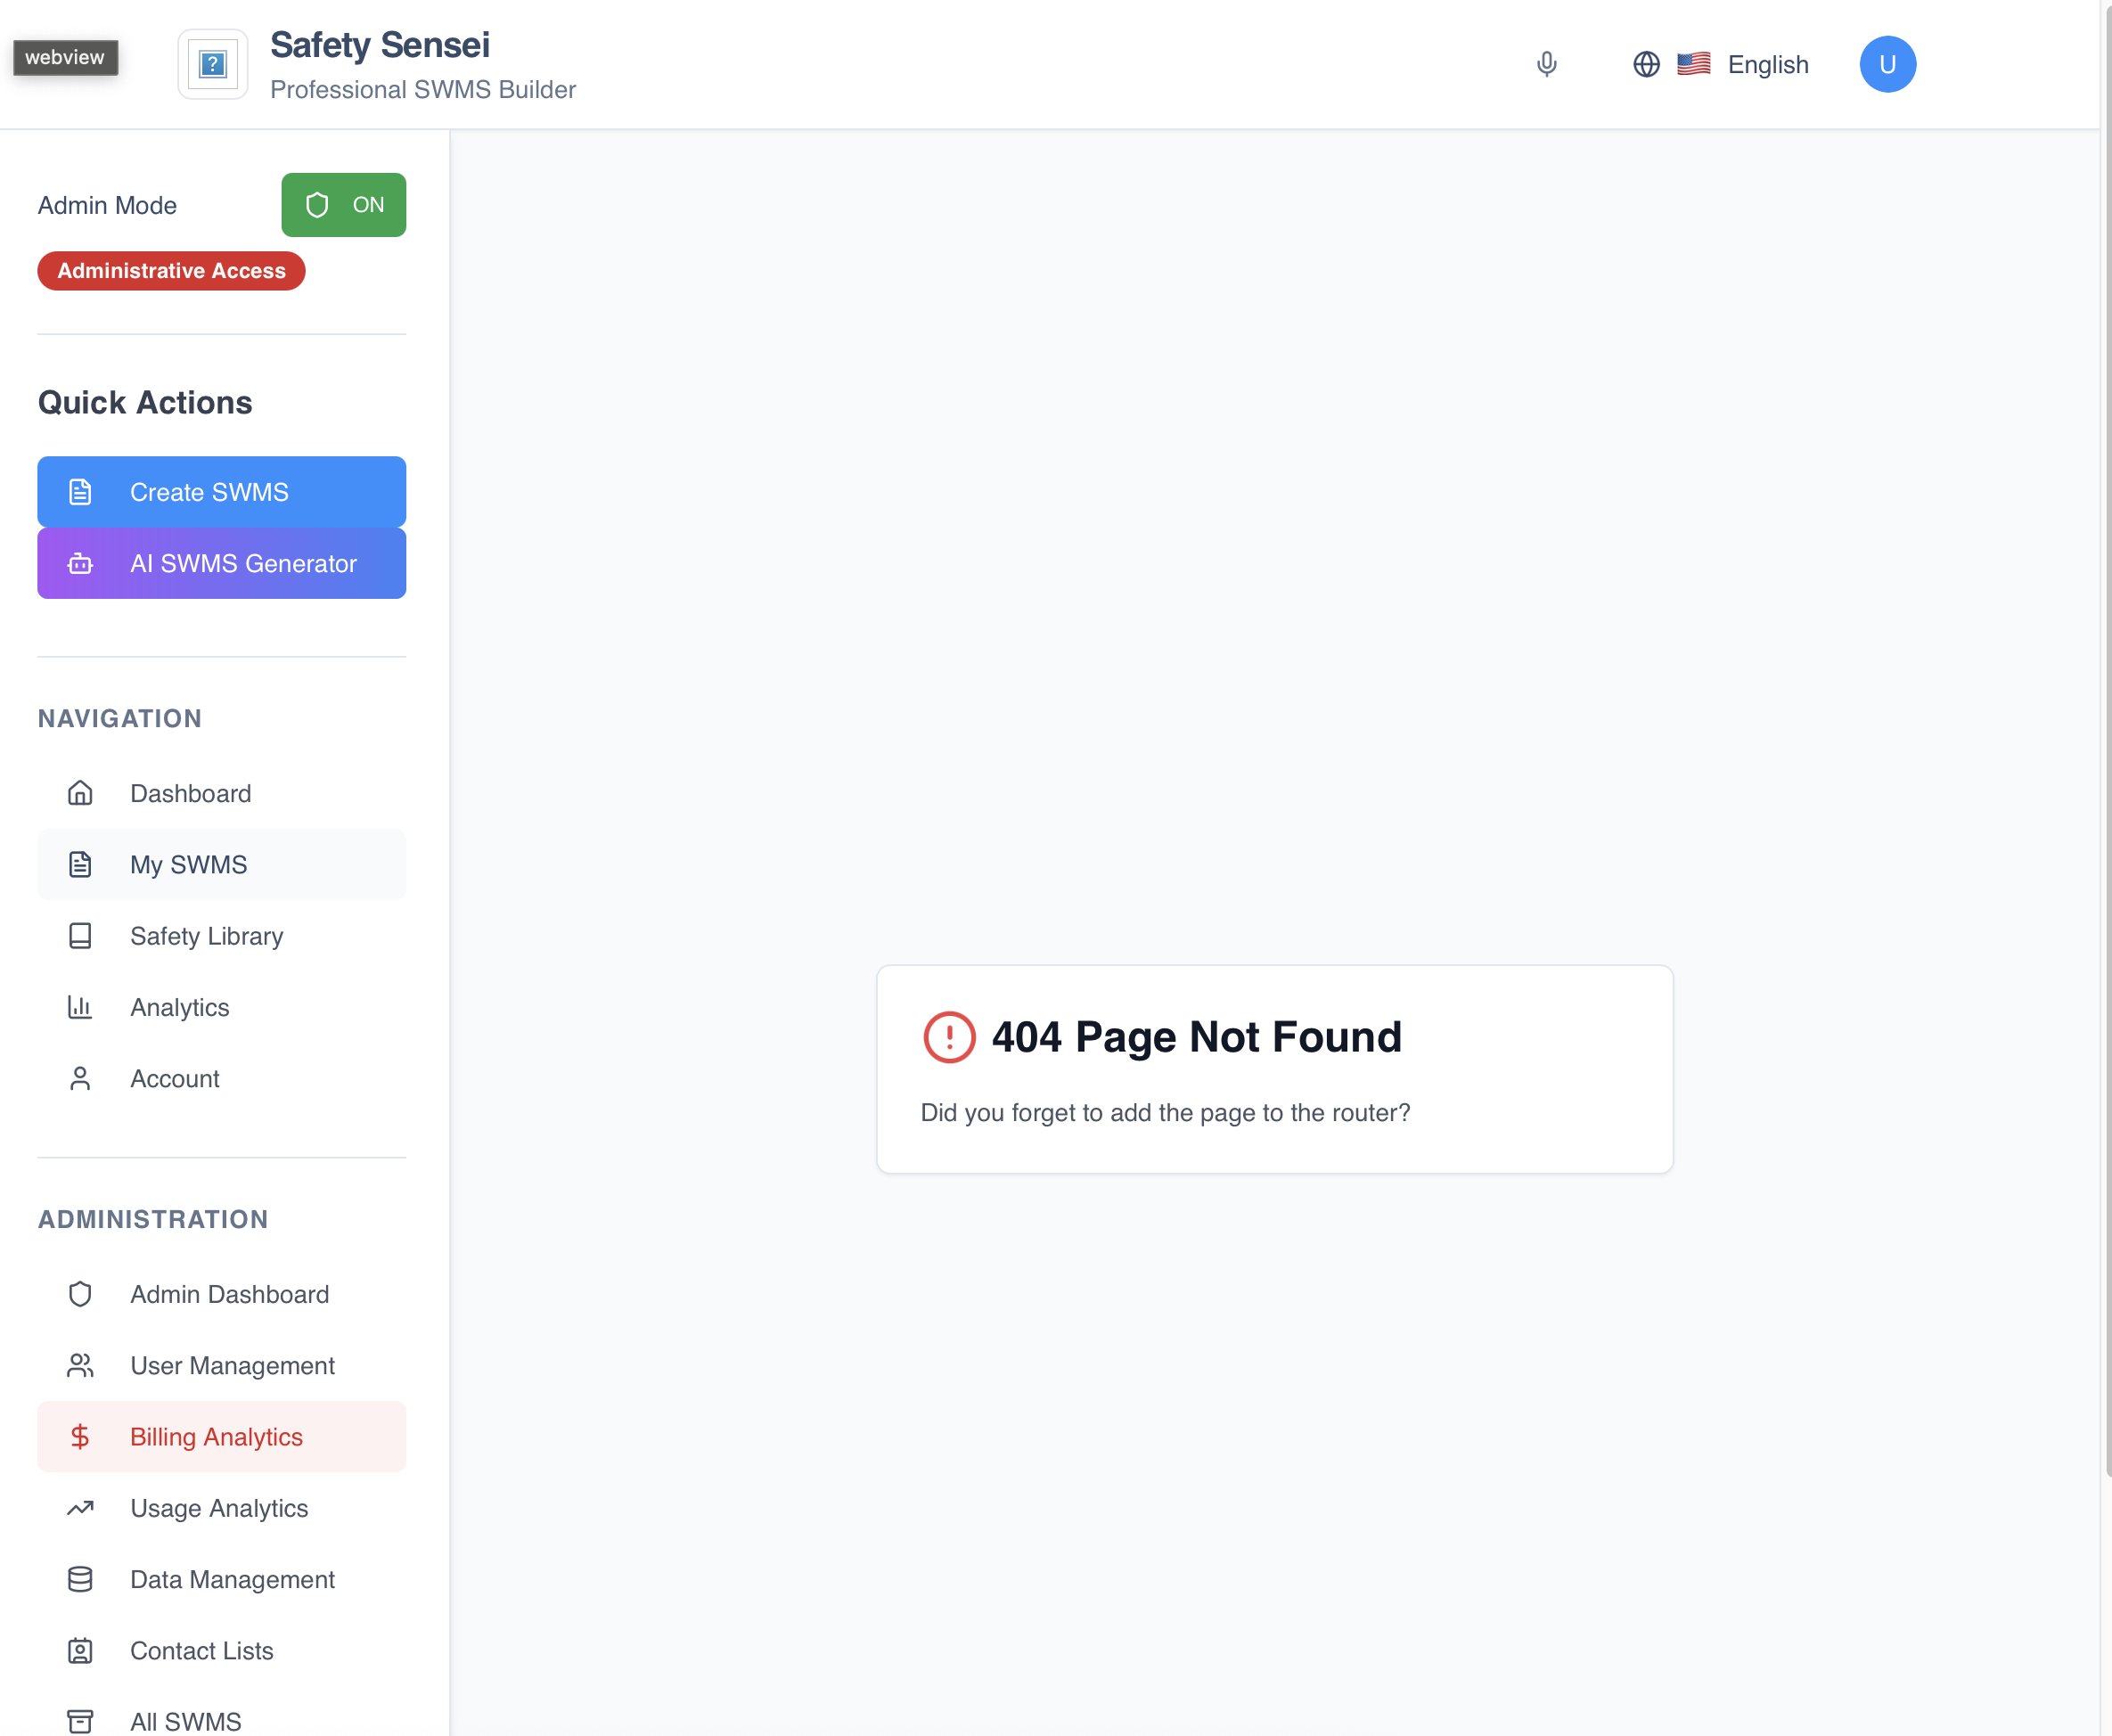 webview
?
Safety Sensei
Professional SWMS Builder
English
U
Admin Mode
ON
Administrative Access
Quick Actions
Create SWMS
AI SWMS Generator
NAVIGATION
Dashboard
My SWMS
Safety Library
Analytics
Account
ADMINISTRATION
Admin Dashboard
User Management
Billing Analytics
Usage Analytics
Data Management
Contact Lists
All SWMS
404 Page Not Found
Did you forget to add the page to the router?